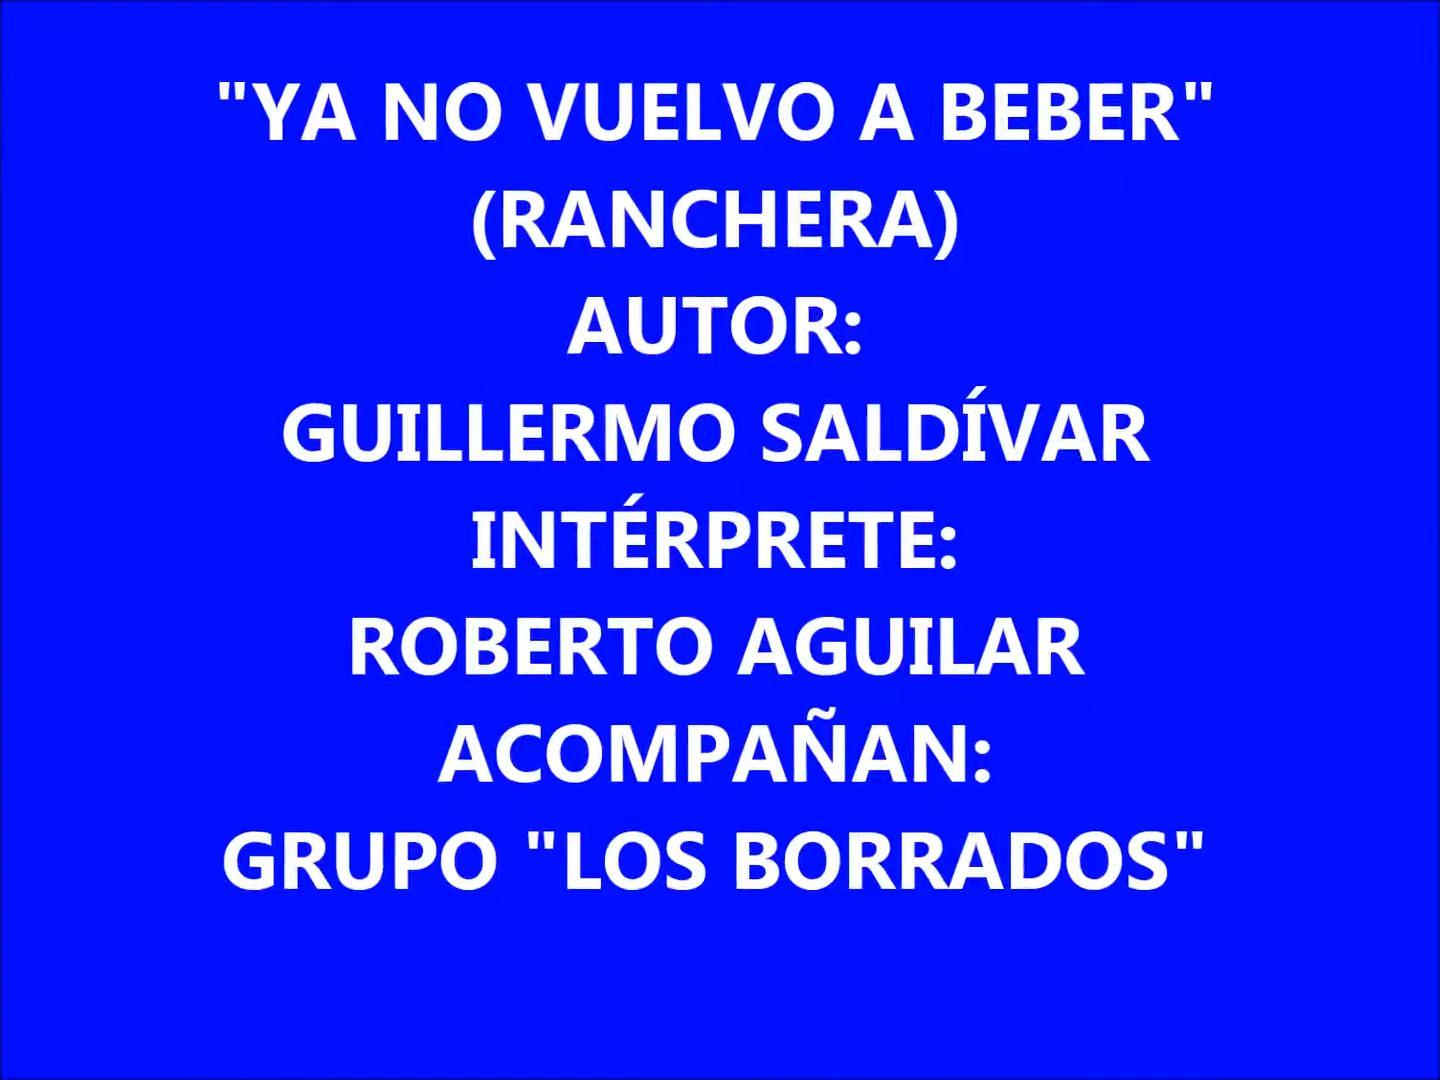 "YA NO VUELVO A BEBER"
(RANCHERA)
AUTOR:
GUILLERMO SALDÍVAR
INTÉRPRETE:
ROBERTO AGUILAR
ACOMPAÑAN:
GRUPO "LOS BORRADOS"